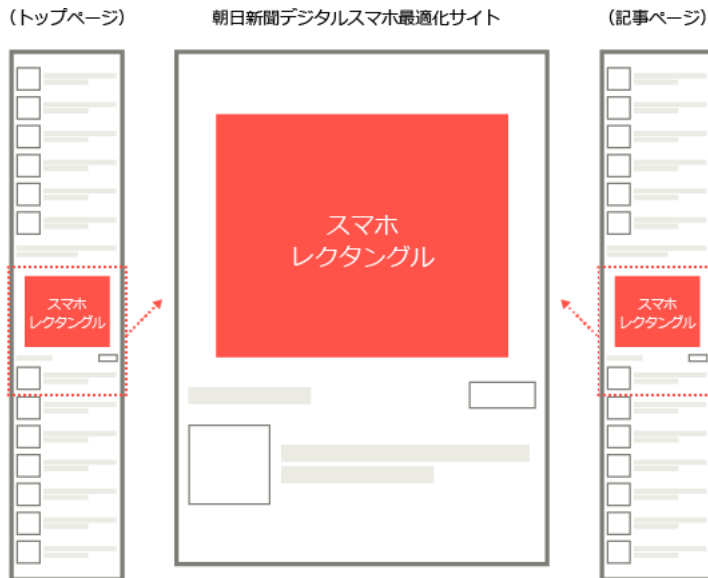 (トップページ)
朝日新聞デジタルスマホ最適化サイト
(記事ページ)
スマホ
レクタングル
スマホ
レクタングル
スマホ
レクタングル